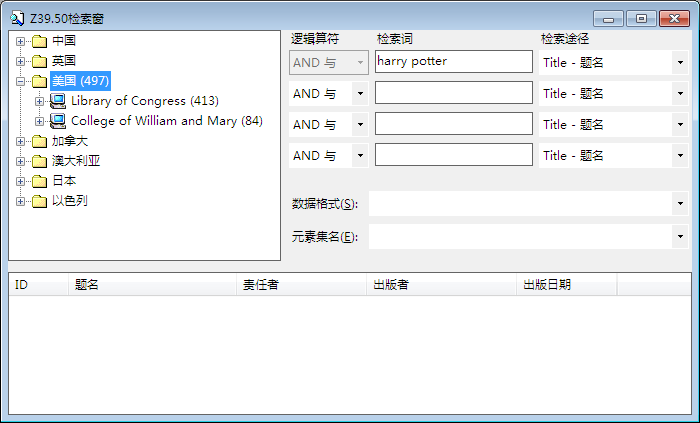 Z39.50检索窗
中国
英国
美国 (497)
Library of Congress (413)
College of William and Mary (84)
加拿大
澳大利亚
日本
以色列
逻辑算符 检索词 检索途径
AND 与 harry potter Title - 题名
AND 与 Title - 题名
AND 与 Title - 题名
AND 与 Title - 题名
数据格式(S):
元素集名(E):
ID 题名 责任者 出版者 出版日期